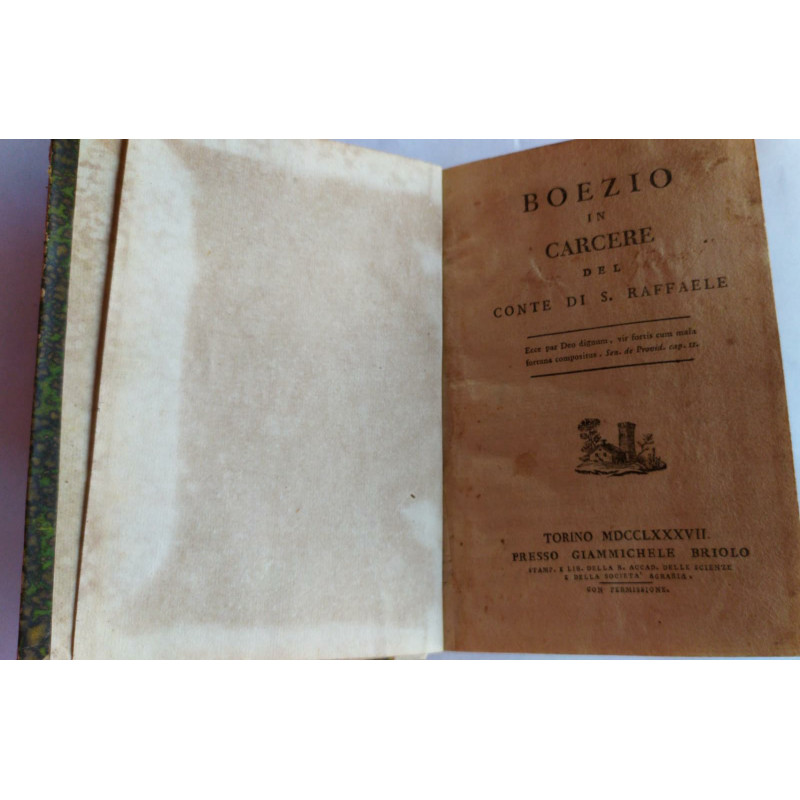 BOEZIO
IN
CARCERE
DEL
CONTE DI S. RAFFAELE
Ecce par Deo dignum, vir fortis cum mala
fortuna compositus. Sen. de Provid. cap. II.
TORINO MDCCLXXXVII.
PRESSO GIAMMICHELE BRIOLO
STAMP. E LIB. DELLA R. ACCAD. DELLE SCIENZE
E DELLA SOCIETA' AGRARIA.
CON PERMISSIONE.